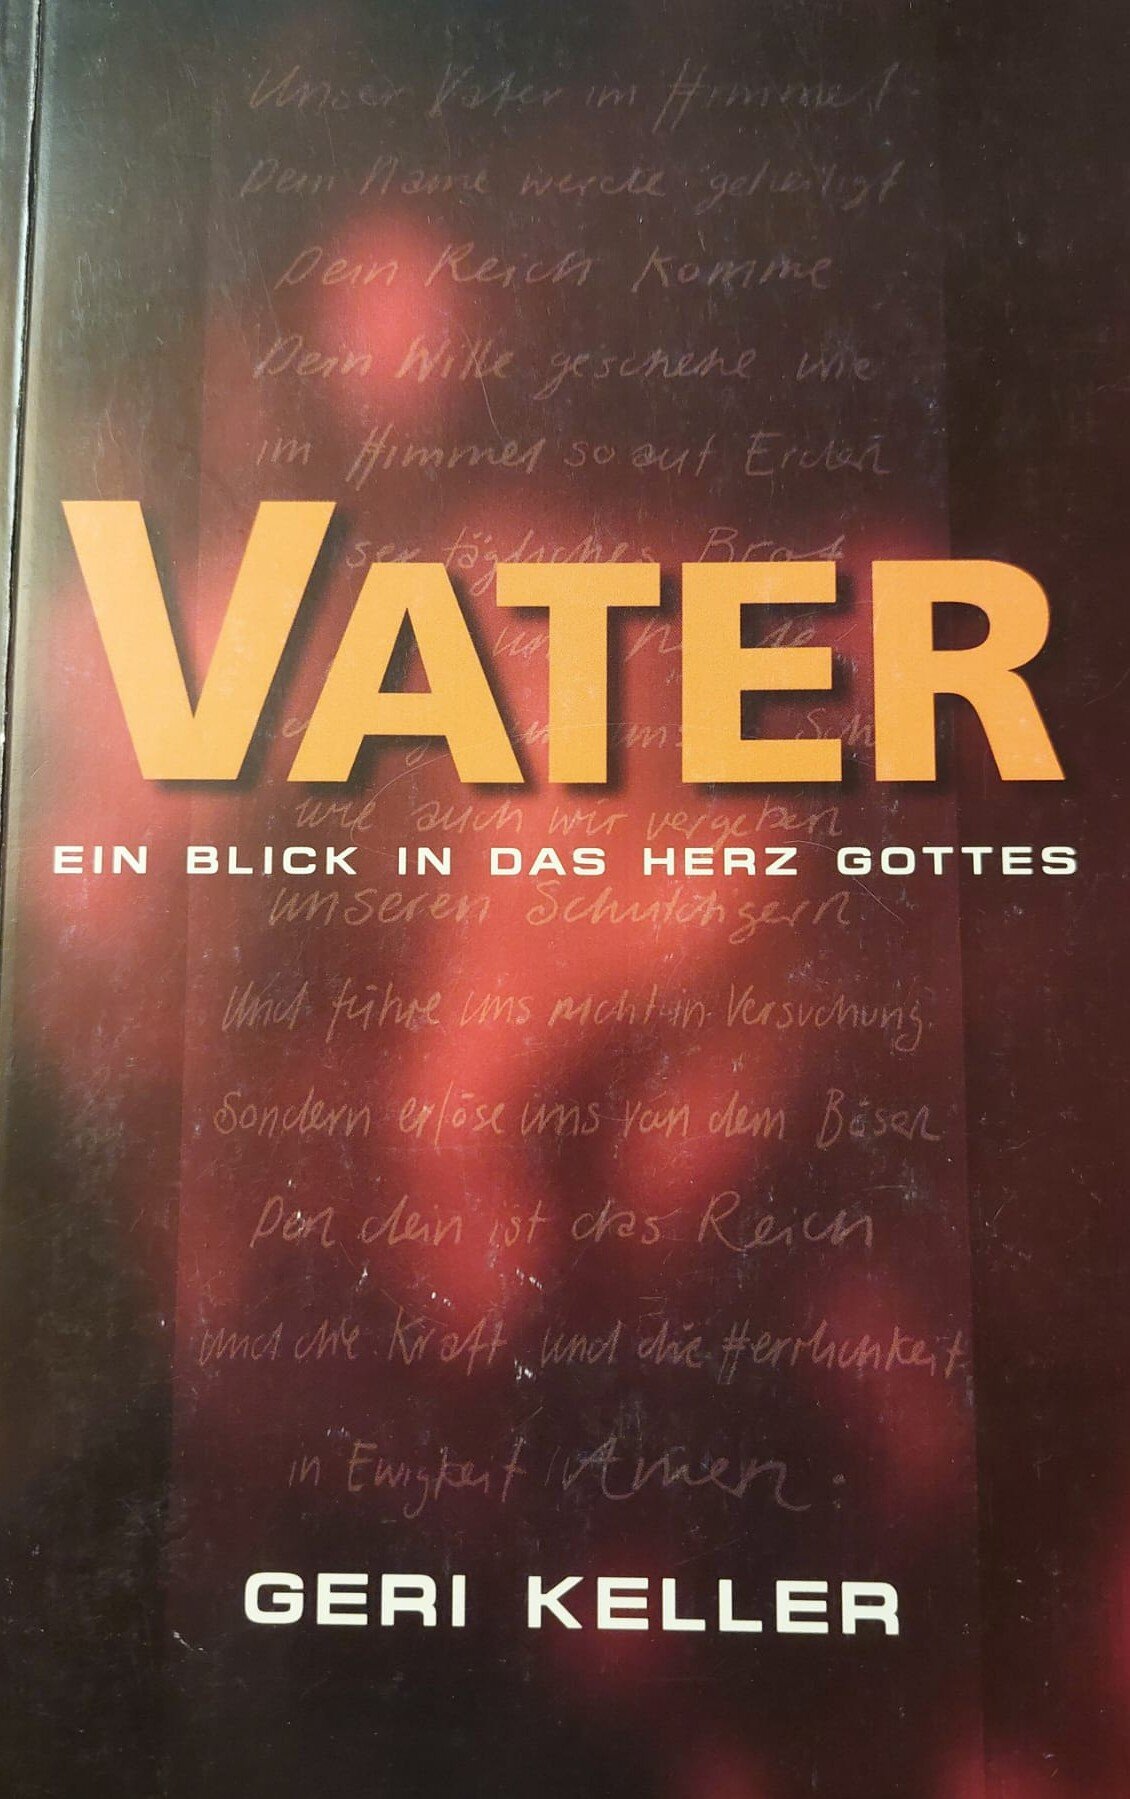 Unser Vater im Himmel
Dein Name werde geheiligt
Dein Reich komme
Dein Wille geschehe wie
im Himmel so auf Erden
tägliches Brot
VATER
wie auch wir vergeben
EIN BLICK IN DAS HERZ GOTTES
unseren Schuldigern
Und führe uns nicht in Versuchung
Sondern erlöse uns von dem Bösen
Den dein ist das Reich
und die Kraft und die Herrlichkeit
in Ewigkeit Amen.
GERI KELLER